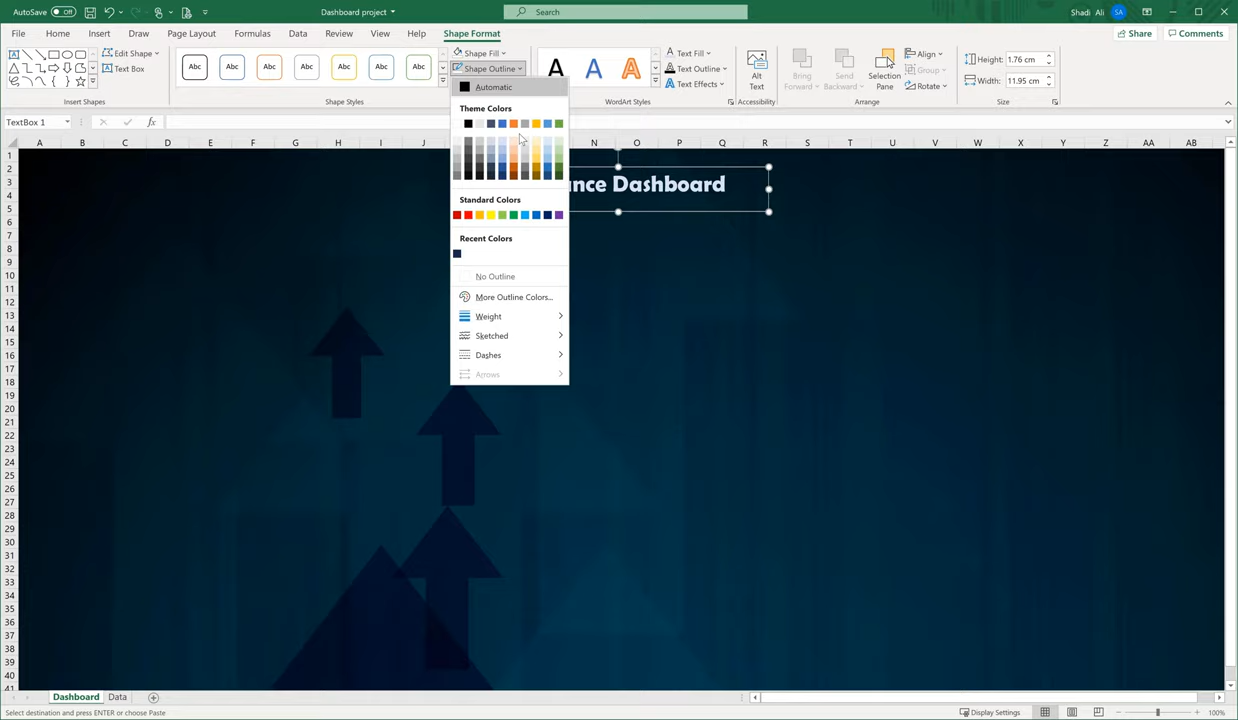 AutoSave Off Dashboard project Search Shadi Ali SA
File Home Insert Draw Page Layout Formulas Data Review View Help Shape Format Share Comments
Edit Shape
Text Box
Insert Shapes
Abc Abc Abc Abc Abc Abc
Shape Styles
Shape Fill
Shape Outline
A A A
WordArt Styles
Text Fill
Text Outline
Text Effects
Alt
Text
Accessibility
Bring
Forward
Send
Backward
Selection
Pane
Align
Group
Rotate
Arrange
Height: 1.76 cm
Width: 11.95 cm
Size
TextBox 1 fx
Automatic
Theme Colors
Standard Colors
Recent Colors
No Outline
More Outline Colors...
Weight
Sketched
Dashes
Arrows
A B C D E F G H I J N O P Q R S T U V W X Y Z AA AB
nce Dashboard
1
2
3
4
5
6
7
8
9
10
11
12
13
14
15
16
17
18
19
20
21
22
23
24
25
26
27
28
29
30
31
32
33
34
35
36
37
38
39
40
41
Dashboard Data
Select destination and press ENTER or choose Paste Display Settings 100%